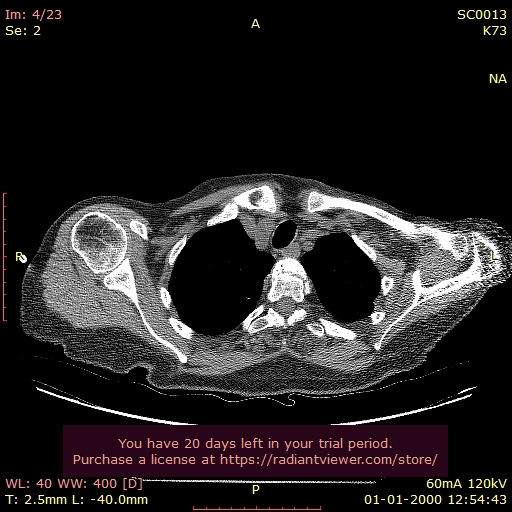 Im: 4/23
Se: 2
A
SC0013
K73
NA
R
L
You have 20 days left in your trial period.
Purchase a license at https://radiantviewer.com/store/
WL: 40 WW: 400 [D]
T: 2.5mm L: -40.0mm
P
60mA 120kV
01-01-2000 12:54:43